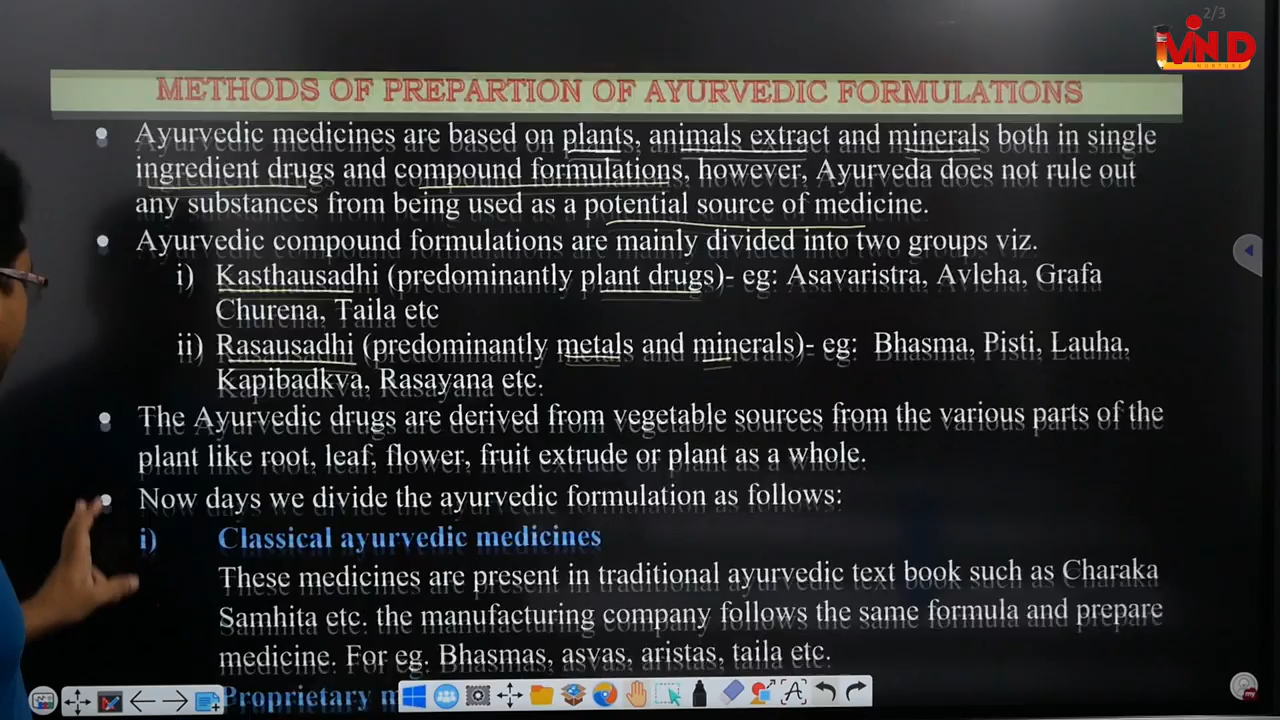 2/3
MIND
NURTURE
METHODS OF PREPARTION OF AYURVEDIC FORMULATIONS
• Ayurvedic medicines are based on plants, animals extract and minerals both in single
ingredient drugs and compound formulations, however, Ayurveda does not rule out
any substances from being used as a potential source of medicine.
• Ayurvedic compound formulations are mainly divided into two groups viz.
i) Kasthausadhi (predominantly plant drugs)- eg: Asavaristra, Avleha, Grafa
Churena, Taila etc
ii) Rasausadhi (predominantly metals and minerals)- eg: Bhasma, Pisti, Lauha,
Kapibadkva, Rasayana etc.
• The Ayurvedic drugs are derived from vegetable sources from the various parts of the
plant like root, leaf, flower, fruit extrude or plant as a whole.
• Now days we divide the ayurvedic formulation as follows:
i) Classical ayurvedic medicines
These medicines are present in traditional ayurvedic text book such as Charaka
Samhita etc. the manufacturing company follows the same formula and prepare
medicine. For eg. Bhasmas, asvas, aristas, taila etc.
Proprietary m